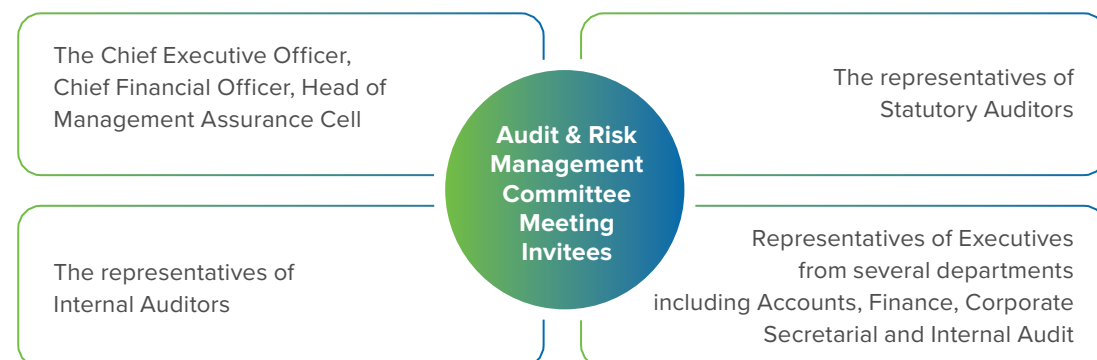 The Chief Executive Officer,
Chief Financial Officer, Head of
Management Assurance Cell
The representatives of
Statutory Auditors
Audit & Risk
Management
Committee
Meeting
Invitees
The representatives of
Internal Auditors
Representatives of Executives
from several departments
including Accounts, Finance, Corporate
Secretarial and Internal Audit